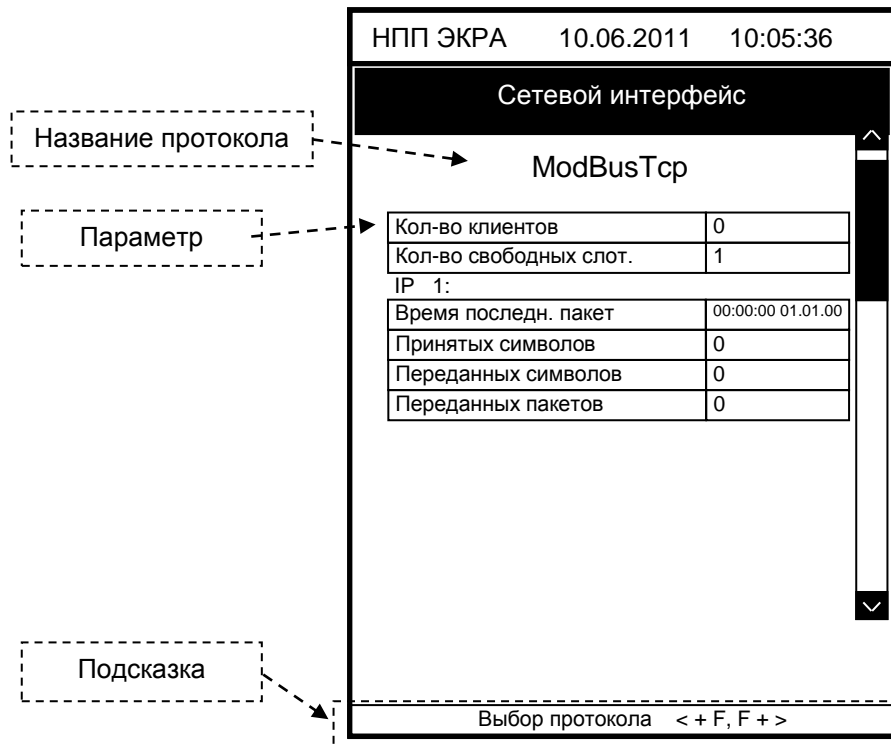 НПП ЭКРА 10.06.2011 10:05:36
Сетевой интерфейс
Название протокола
ModBusTcp
Параметр
Кол-во клиентов 0
Кол-во свободных слот. 1
IP 1:
Время последн. пакет 00:00:00 01.01.00
Принятых символов 0
Переданных символов 0
Переданных пакетов 0
Подсказка
Выбор протокола < + F, F + >